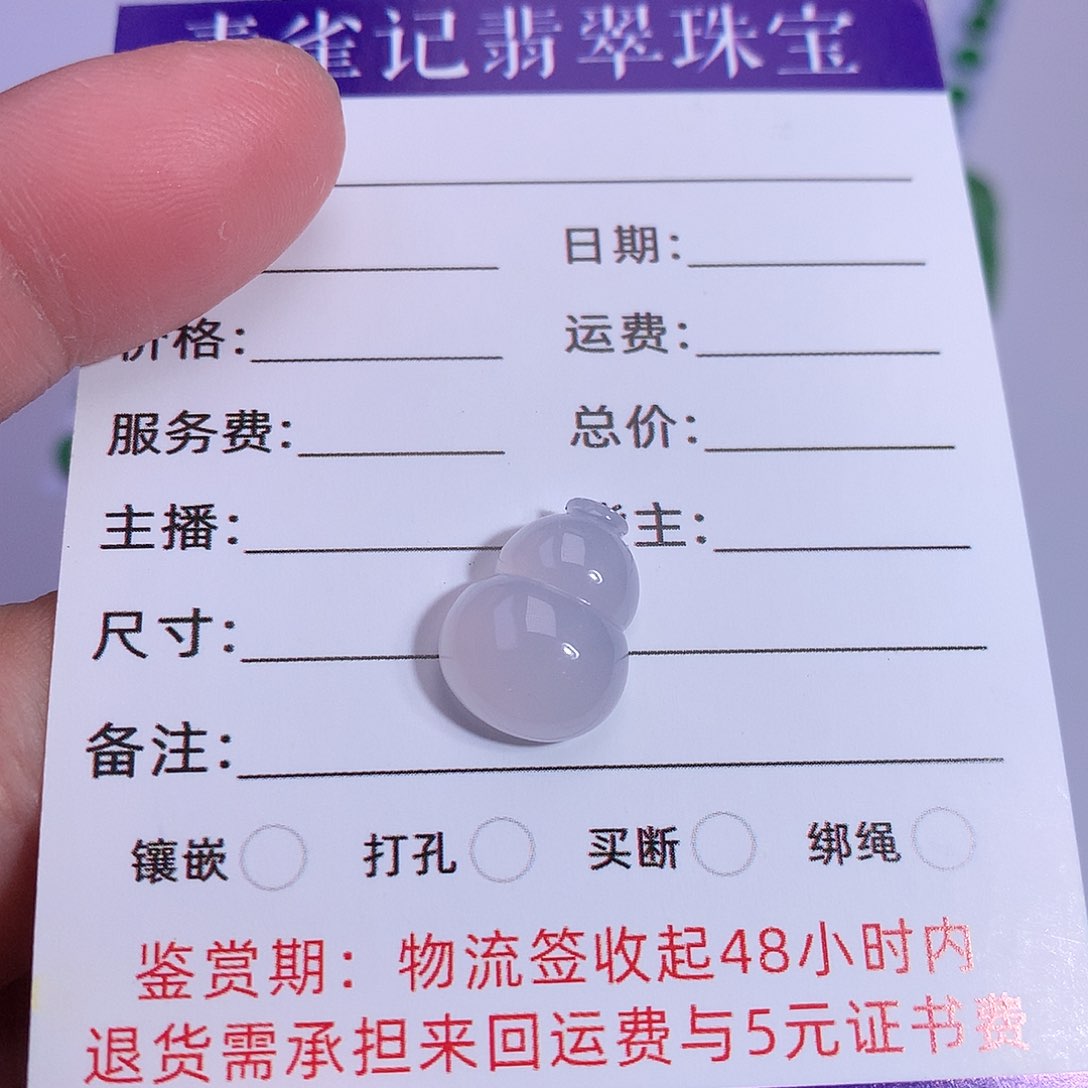 雀记翡翠珠宝
日期：
价格：
运费：
服务费：
总价：
主播：
主：
尺寸：
备注：
镶嵌 打孔 买断 绑绳
鉴赏期：物流签收起48小时内
退货需承担来回运费与5元证书费